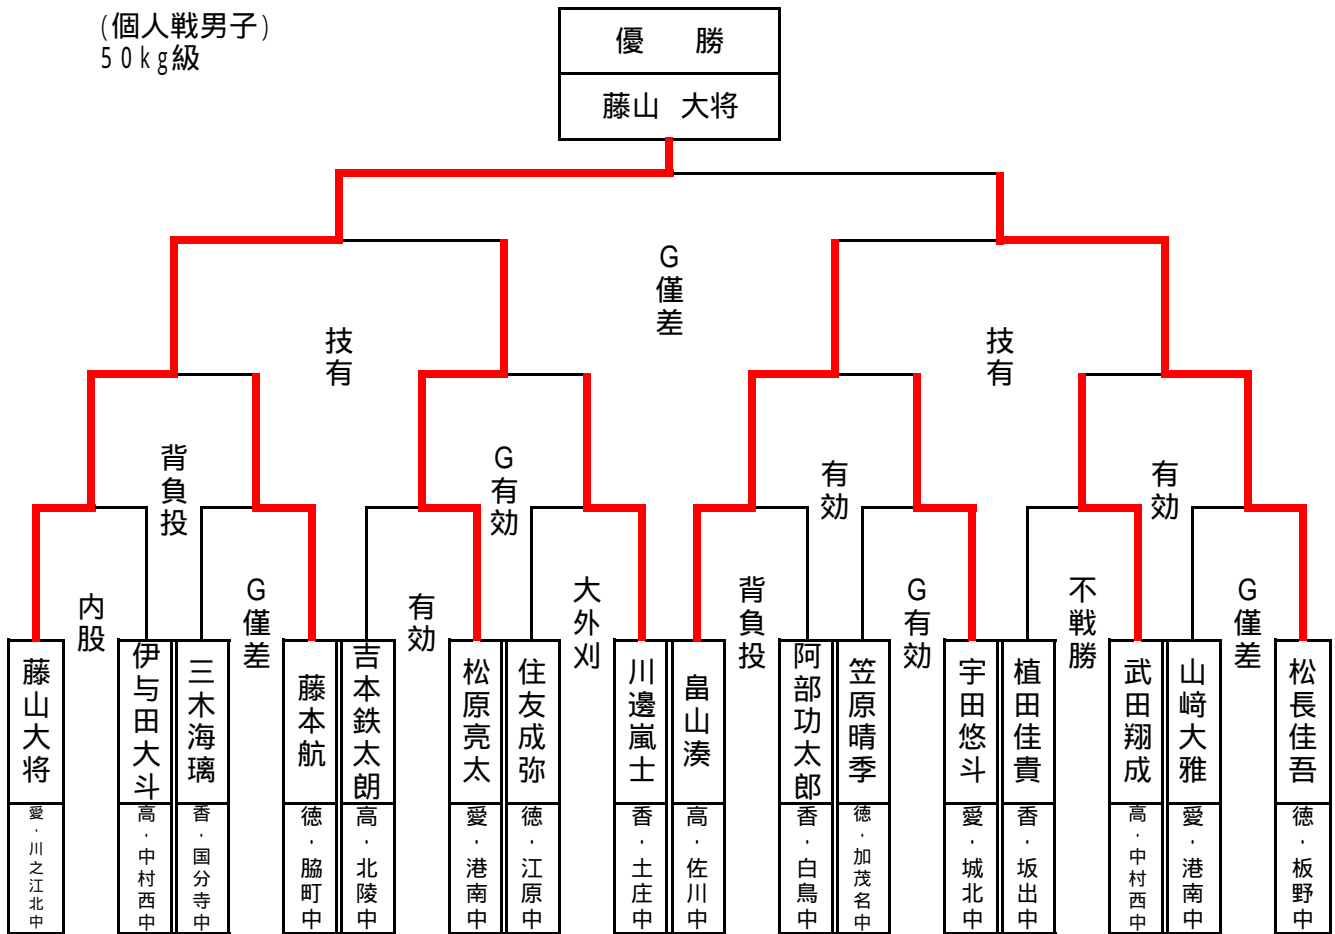 (個人戦男子)
50kg級
優 勝
藤山 大将
G僅差
技有
技有
背負投
G有効
有効
有効
内股
G僅差
有効
大外刈
背負投
G有効
不戦勝
G僅差
藤山大将
伊与田大斗
三木海璃
藤本航
吉本鉄太朗
松原亮太
住友成弥
川邊嵐士
畠山湊
阿部功太郎
笠原晴季
宇田悠斗
植田佳貴
武田翔成
山﨑大雅
松長佳吾
愛・川之江北中
高・中村西中
香・国分寺中
徳・脇町中
高・北陵中
愛・港南中
徳・江原中
香・土庄中
高・佐川中
香・白鳥中
徳・加茂名中
愛・城北中
香・坂出中
高・中村西中
愛・港南中
徳・板野中